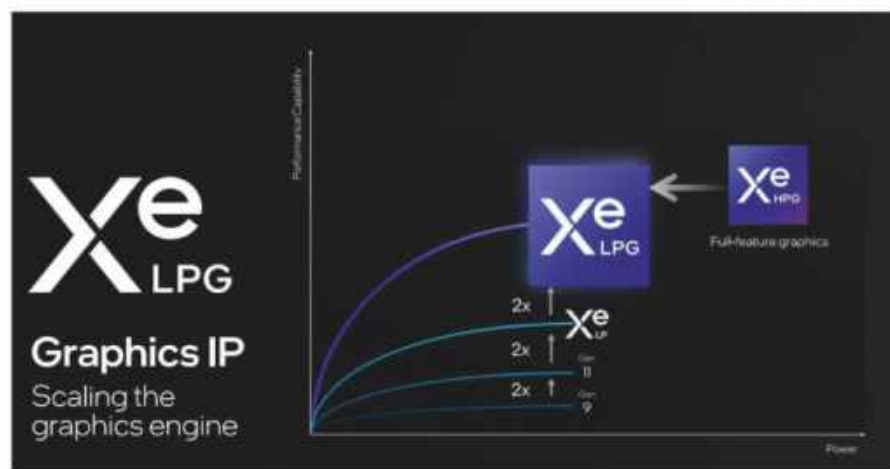 Xe
LPG
Graphics IP
Scaling the
graphics engine
Performance Capability
Xe
LPG
Xe
HPG
Full-feature graphics
2x
Xe
LP
2x
Gen
11
2x
Gen
9
Power